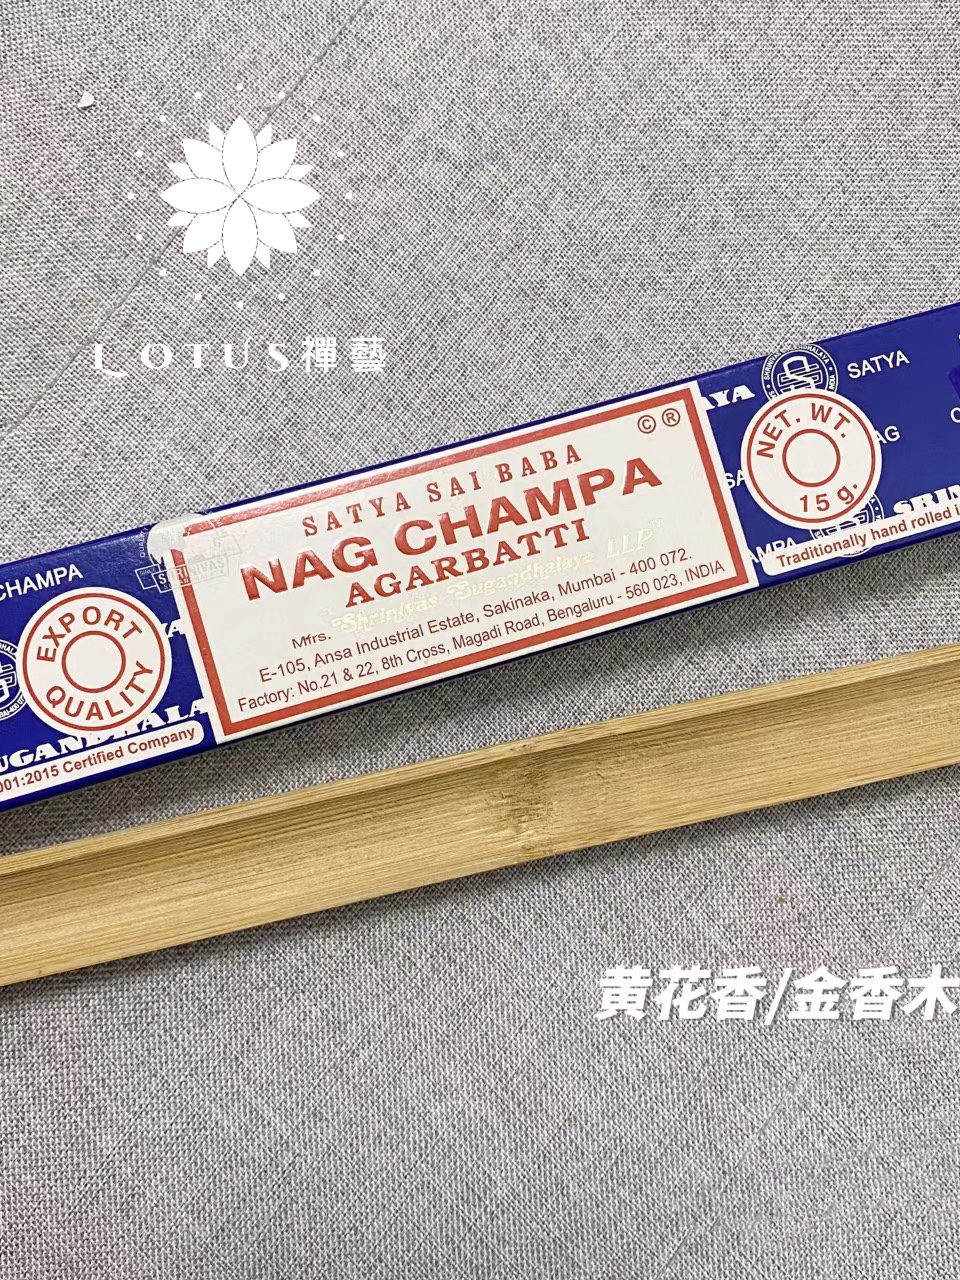 LOTUS禪藝
SATYA
AYA
CHAMPA
EXPORT
QUALITY
001:2015 Certified Company
SHRINIVAS
© ®
SATYA SAI BABA
NAG CHAMPA
AGARBATTI
Mfrs. "Shrinivas Sugandhalaya LLP"
E-105, Ansa Industrial Estate, Sakinaka, Mumbai - 400 072.
Factory: No.21 & 22, 8th Cross, Magadi Road, Bengaluru - 560 023, INDIA
NET. WT.
15 g.
AG
Traditionally hand rolled
黄花香/金香木